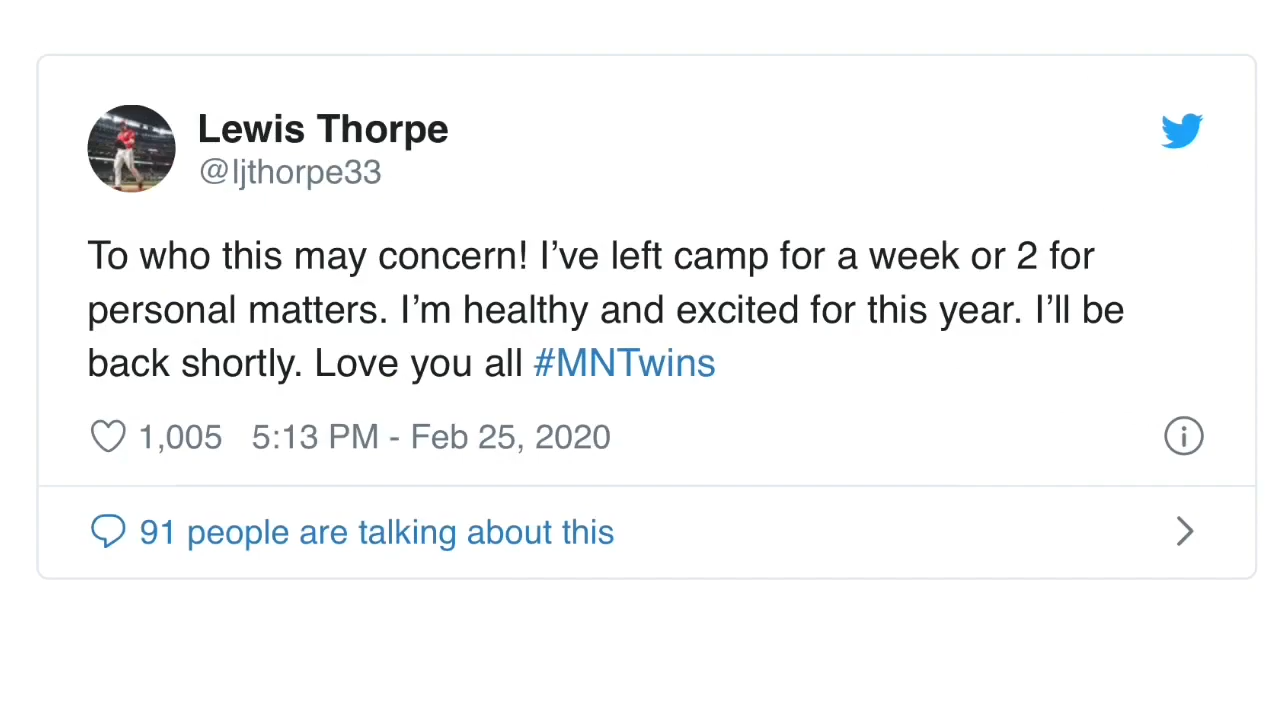 Lewis Thorpe
@ljthorpe33
To who this may concern! I’ve left camp for a week or 2 for
personal matters. I’m healthy and excited for this year. I’ll be
back shortly. Love you all #MNTwins
1,005 5:13 PM - Feb 25, 2020
91 people are talking about this